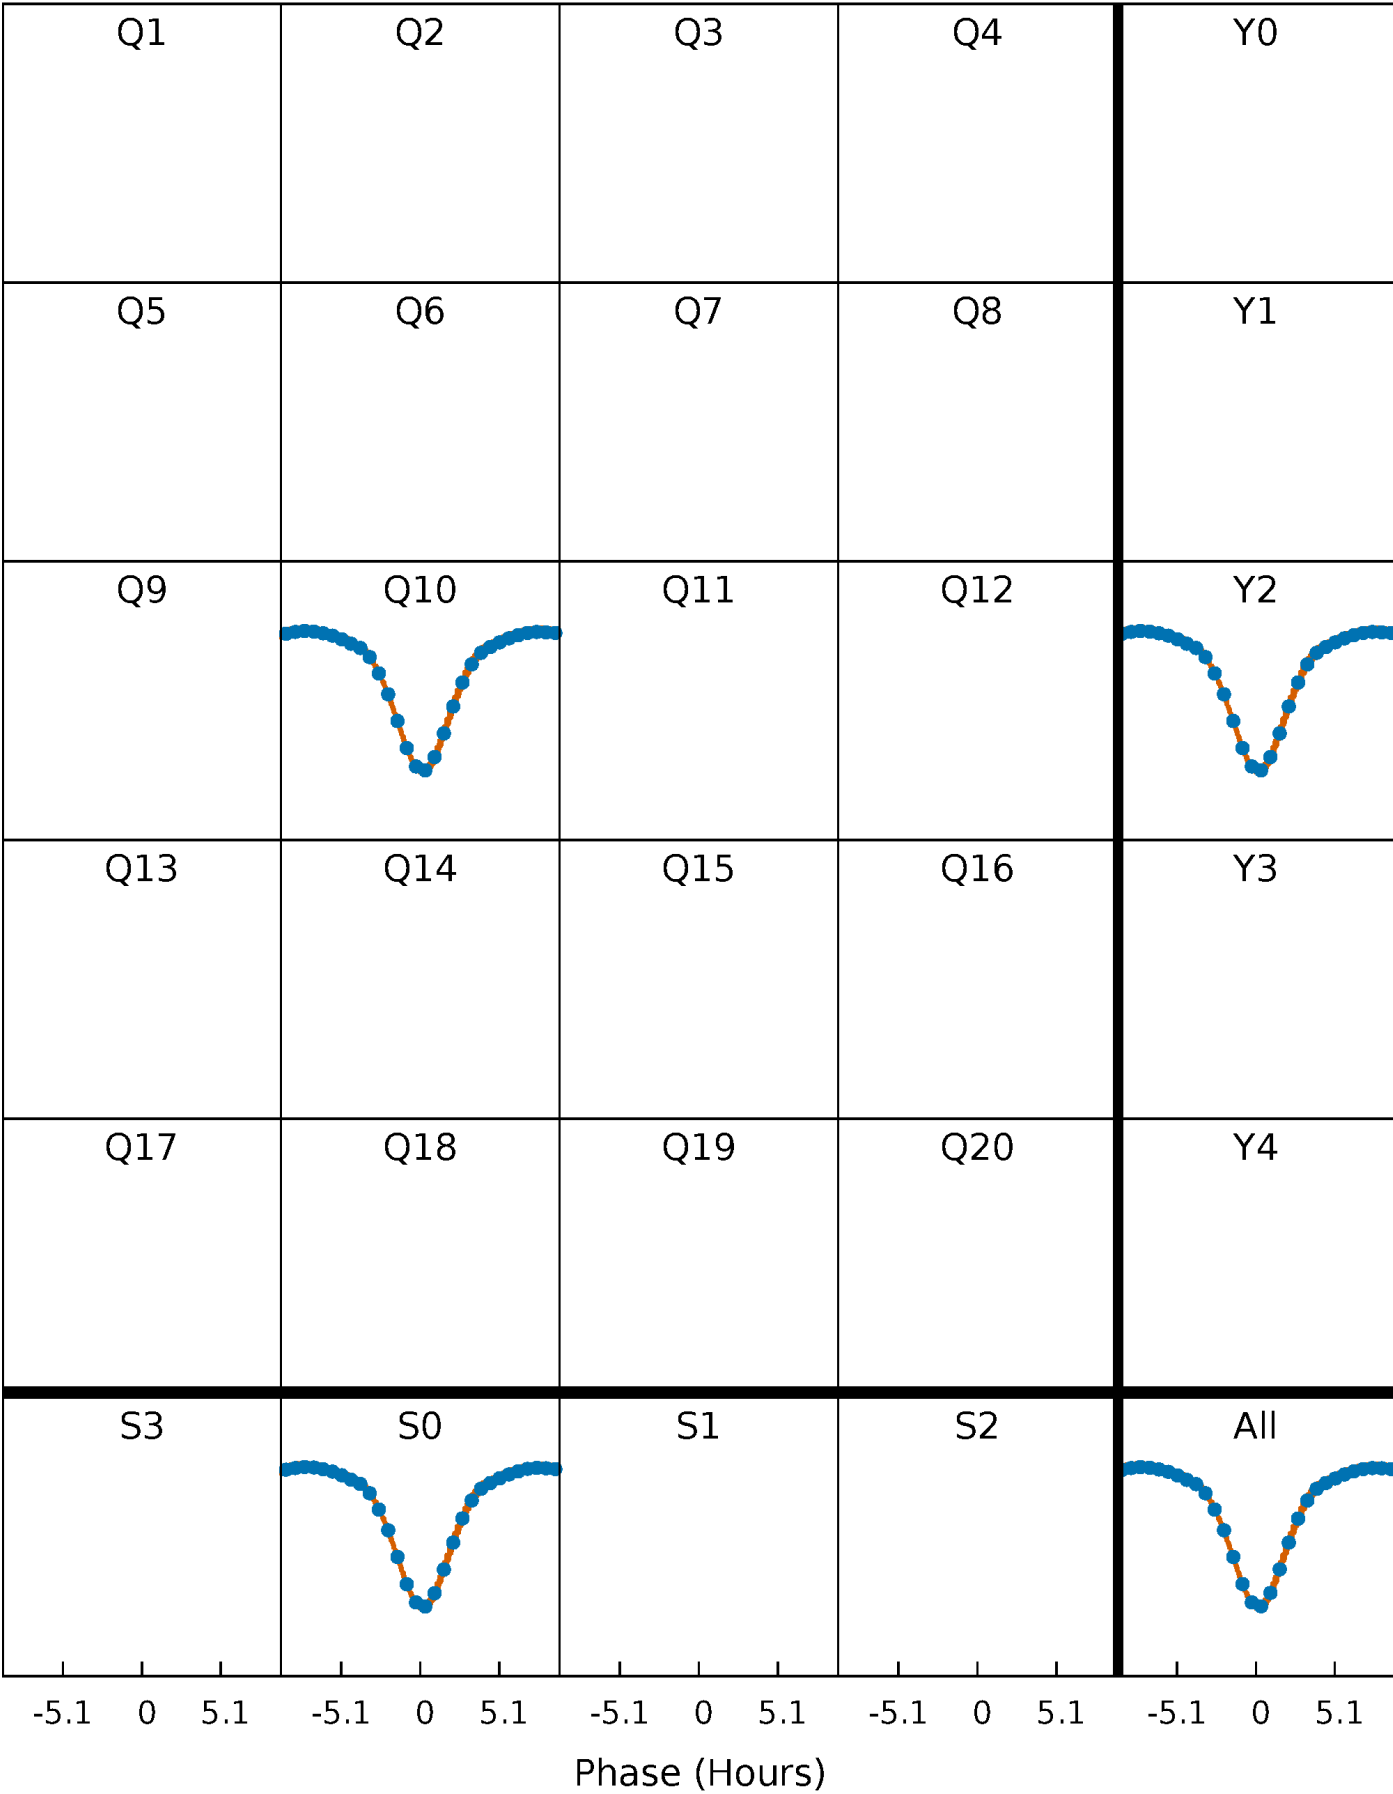 Q1 Q2 Q3 Q4 Y0
Q5 Q6 Q7 Q8 Y1
Q9 Q10 Q11 Q12 Y2
Q13 Q14 Q15 Q16 Y3
Q17 Q18 Q19 Q20 Y4
S3 S0 S1 S2 All
-5.1 0 5.1 -5.1 0 5.1 -5.1 0 5.1 -5.1 0 5.1 -5.1 0 5.1
Phase (Hours)